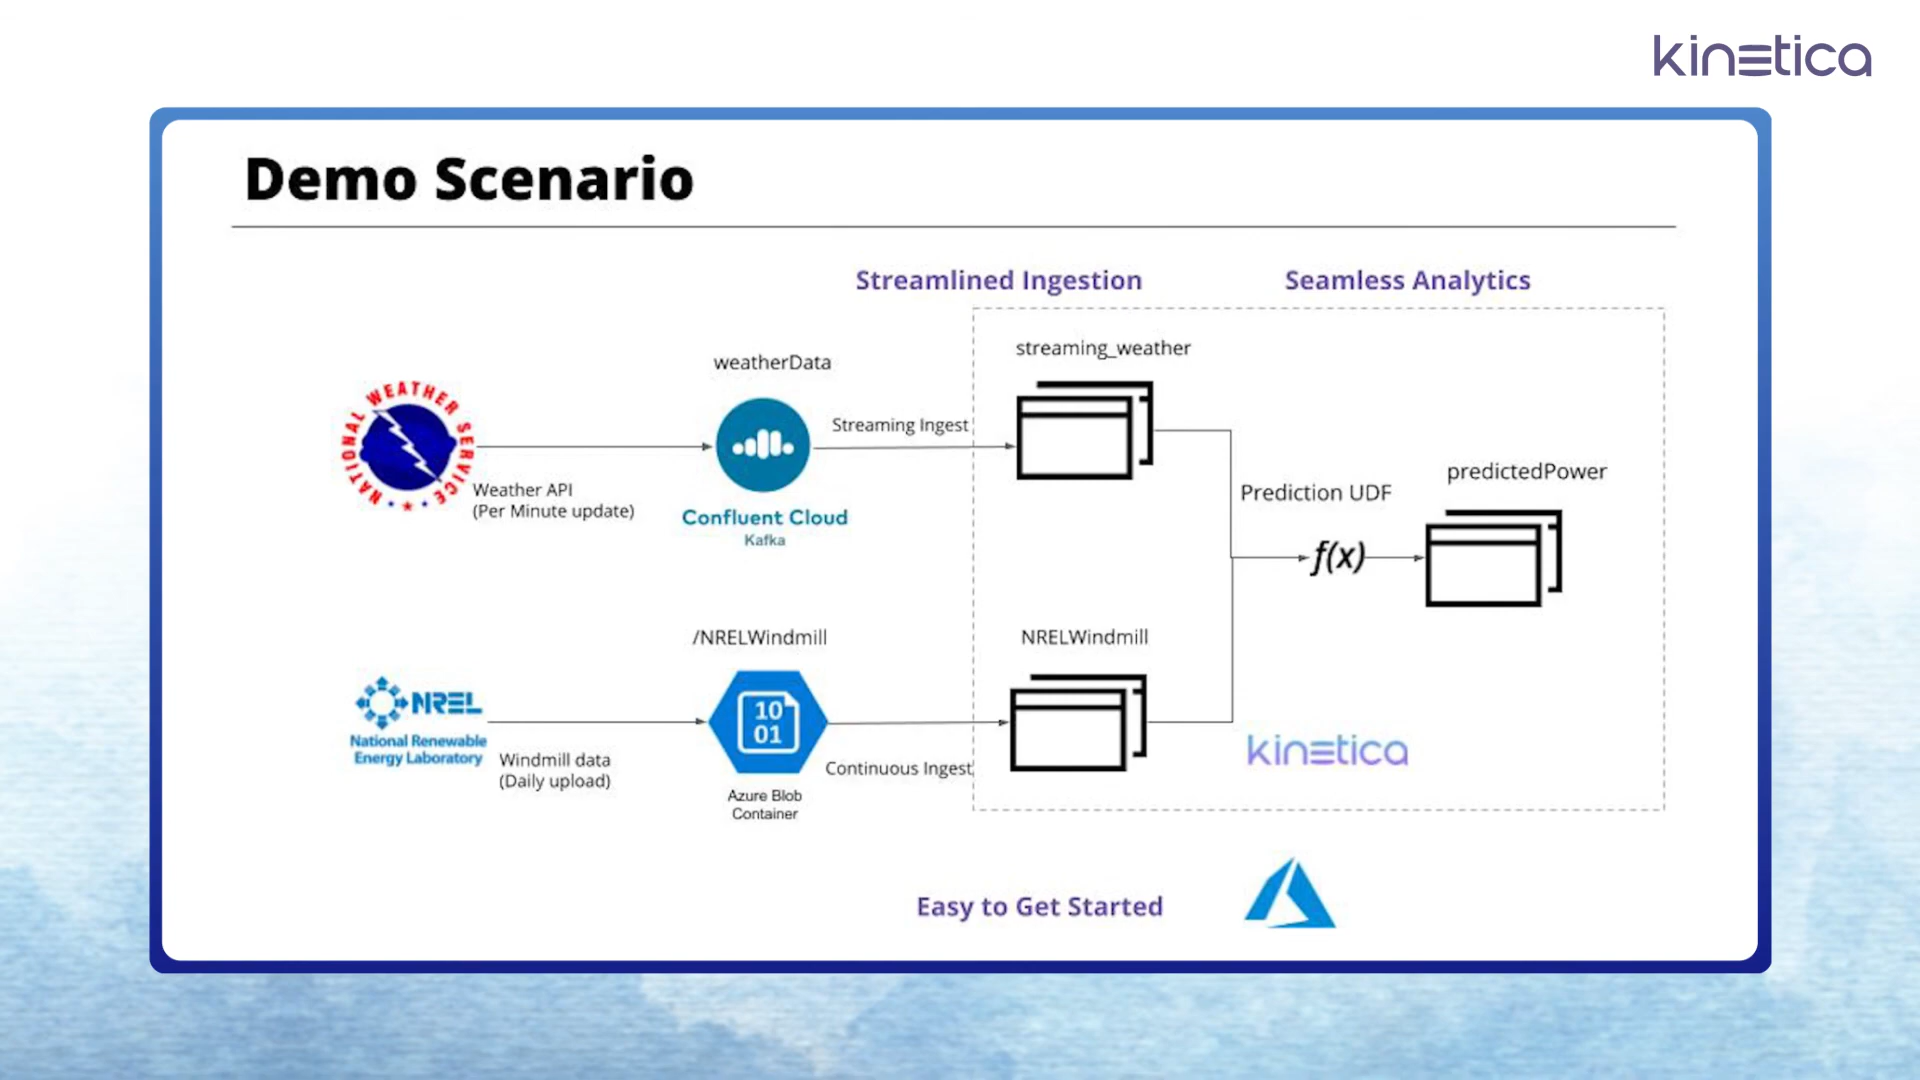 kinetica
Demo Scenario
Streamlined Ingestion
Seamless Analytics
weatherData
streaming_weather
NATIONAL WEATHER SERVICE
Streaming Ingest
Weather API
(Per Minute update)
Confluent Cloud
Kafka
Prediction UDF
predictedPower
f(x)
/NRELWindmill
NRELWindmill
NREL
National Renewable
Energy Laboratory
Windmill data
(Daily upload)
10
01
Continuous Ingest
Azure Blob
Container
kinetica
Easy to Get Started